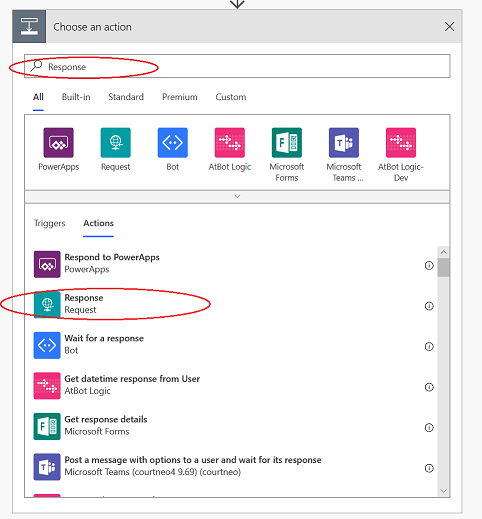 Choose an action
Response
All Built-in Standard Premium Custom
PowerApps Request Bot AtBot Logic Microsoft Forms Microsoft Teams ... AtBot Logic-Dev
Triggers Actions
Respond to PowerApps
PowerApps
Response
Request
Wait for a response
Bot
Get datetime response from User
AtBot Logic
Get response details
Microsoft Forms
Post a message with options to a user and wait for its response
Microsoft Teams (courtneo4 9.69) (courtneo)